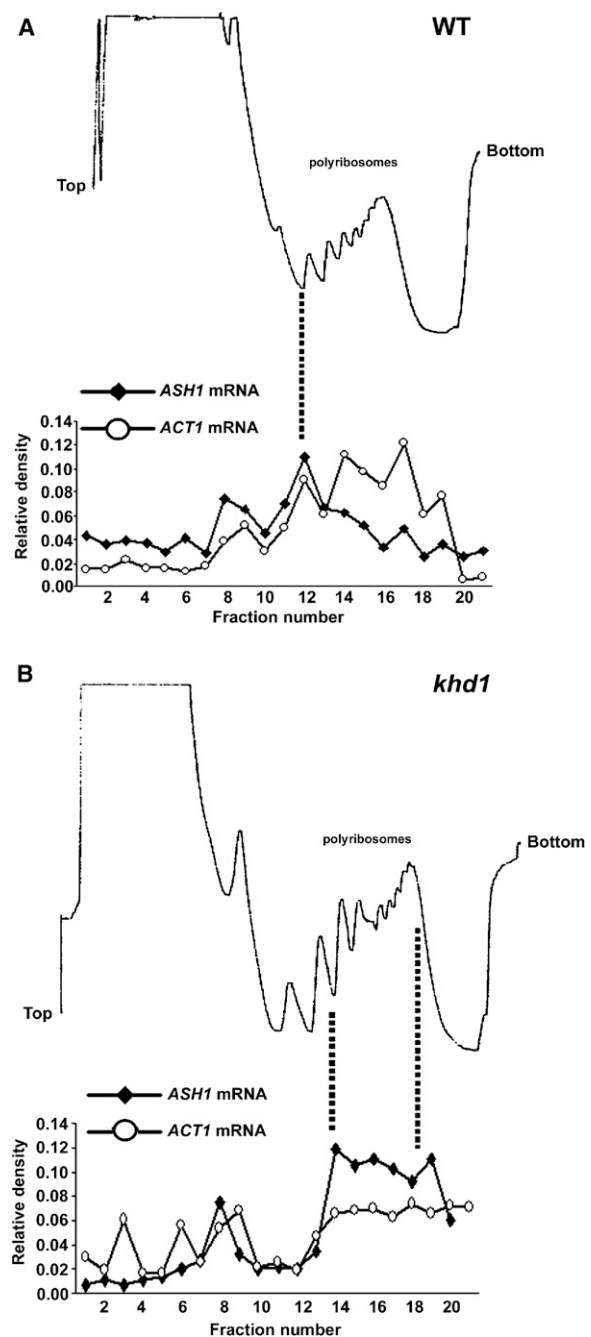 A
WT
Top
polyribosomes
Bottom
ASH1 mRNA
ACT1 mRNA
Relative density
0.14
0.12
0.10
0.08
0.06
0.04
0.02
0.00
2 4 6 8 10 12 14 16 18 20
Fraction number
B
khd1
polyribosomes
Bottom
Top
ASH1 mRNA
ACT1 mRNA
Relative density
0.14
0.12
0.10
0.08
0.06
0.04
0.02
0.00
2 4 6 8 10 12 14 16 18 20
Fraction number